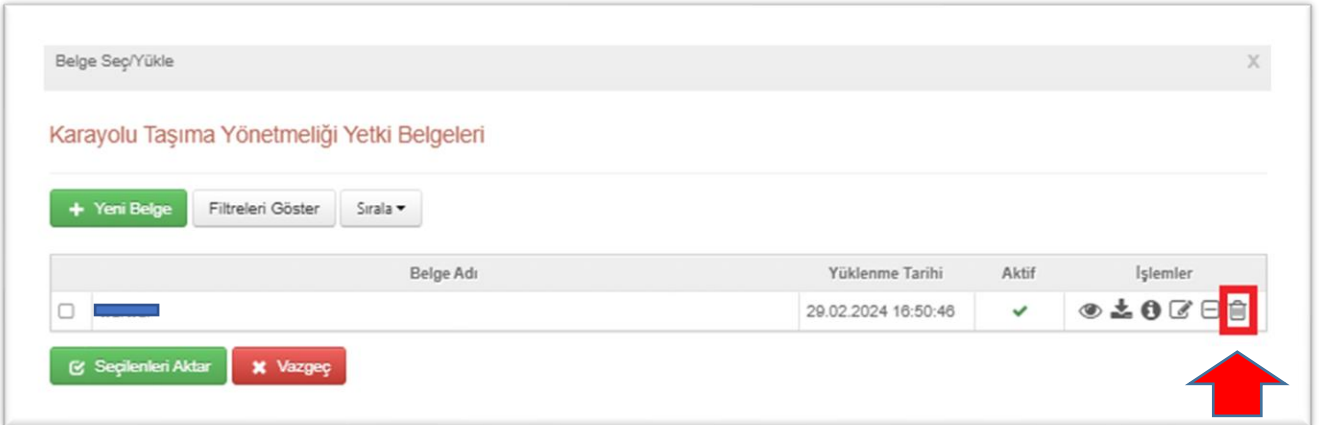 Belge Seç/Yükle X
Karayolu Taşıma Yönetmeliği Yetki Belgeleri
+ Yeni Belge Filtreleri Göster Sırala
Belge Adı Yüklenme Tarihi Aktif İşlemler
29.02.2024 16:50:46
Seçilenleri Aktar Vazgeç